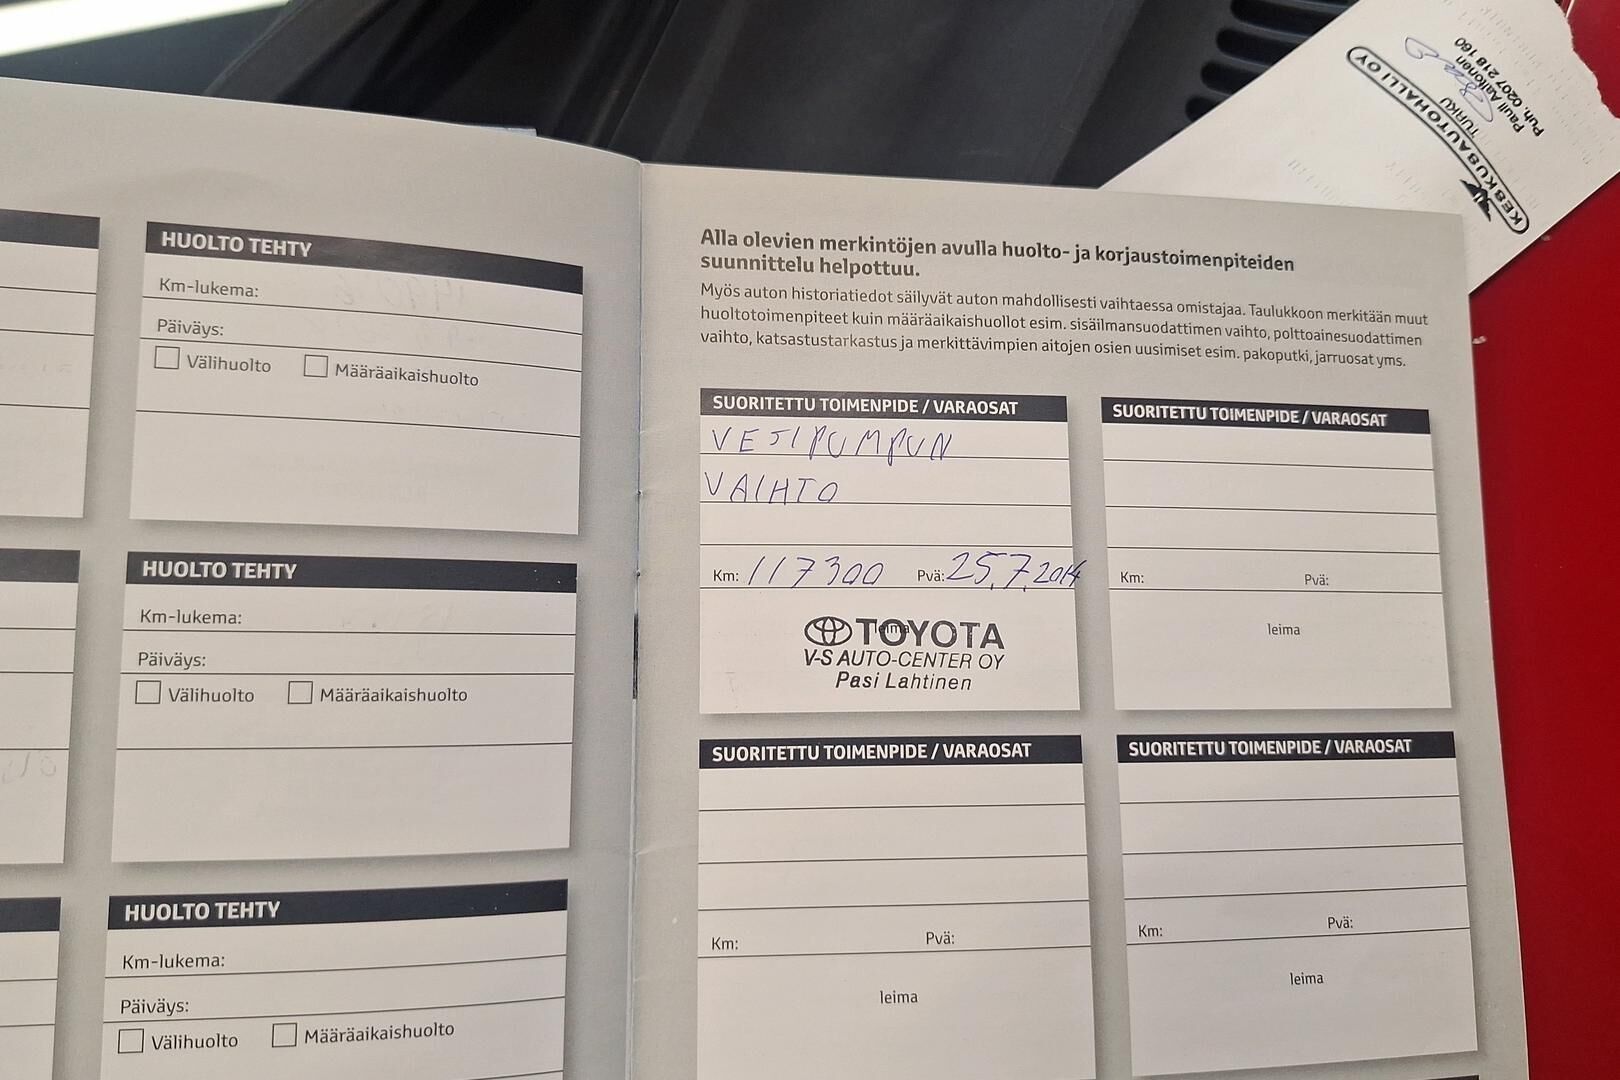 HUOLTO TEHTY
Km-lukema:
Päiväys:
Välihuolto Määräaikaishuolto
HUOLTO TEHTY
Km-lukema:
Päiväys:
Välihuolto Määräaikaishuolto
HUOLTO TEHTY
Km-lukema:
Päiväys:
Välihuolto Määräaikaishuolto
Alla olevien merkintöjen avulla huolto- ja korjaustoimenpiteiden
suunnittelu helpottuu.
Myös auton historiatiedot säilyvät auton mahdollisesti vaihtaessa omistajaa. Taulukkoon merkitään muut
huoltotoimenpiteet kuin määräaikaishuollot esim. sisäilmansuodattimen vaihto, polttoainesuodattimen
vaihto, katsastustarkastus ja merkittävimpien aitojen osien uusimiset esim. pakoputki, jarruosat yms.
SUORITETTU TOIMENPIDE / VARAOSAT
VESIPUMPUN
VAIHTO
Km: 117300 Pvä: 25.7.2014
leima
TOYOTA
V-S AUTO-CENTER OY
Pasi Lahtinen
SUORITETTU TOIMENPIDE / VARAOSAT
Km: Pvä:
leima
SUORITETTU TOIMENPIDE / VARAOSAT
Km: Pvä:
leima
SUORITETTU TOIMENPIDE / VARAOSAT
Km: Pvä:
leima
KESKUSAUTOHALLI OY
TURKU
Pauli Aaltonen
Puh. 0207 218 160